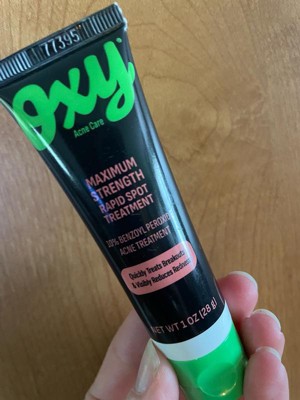 77395
oxy
Acne Care
MAXIMUM
STRENGTH
RAPID SPOT
TREATMENT
10% BENZOYL PEROXIDE
ACNE TREATMENT
Quickly Treats Breakouts
& Visibly Reduces Redness
NET WT 1 OZ (28 g)